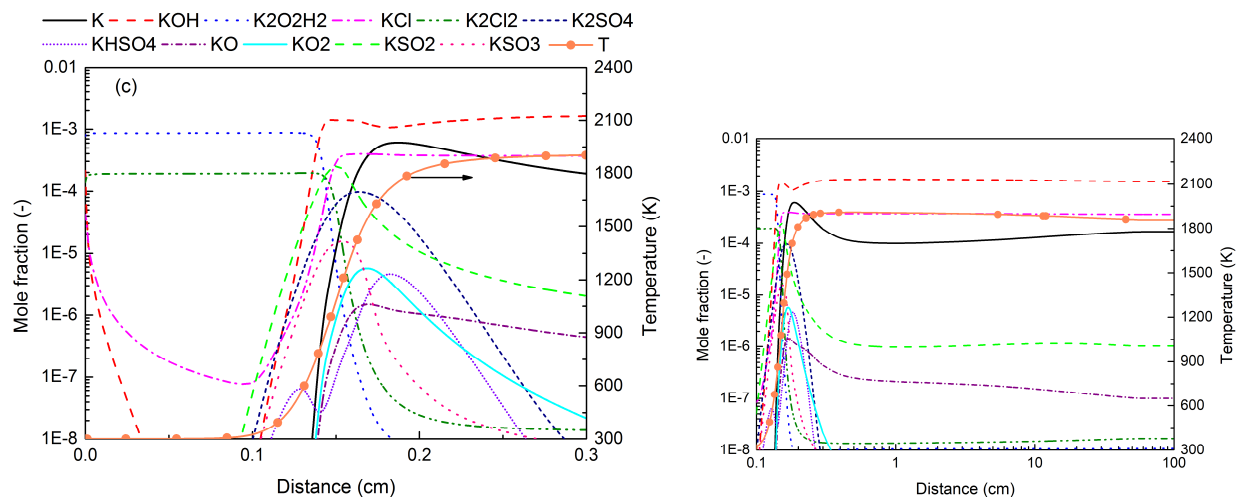 K KOH K2O2H2 KCl K2Cl2 K2SO4
KHSO4 KO KO2 KSO2 KSO3 T
(c)
Mole fraction (-)
0.01
1E-3
1E-4
1E-5
1E-6
1E-7
1E-8
0.0 0.1 0.2 0.3
Distance (cm)
2400
2100
1800
1500
1200
900
600
300
Temperature (K)
Mole fraction (-)
0.01
1E-3
1E-4
1E-5
1E-6
1E-7
1E-8
0.1 1 10 100
Distance (cm)
2400
2100
1800
1500
1200
900
600
300
Temperature (K)